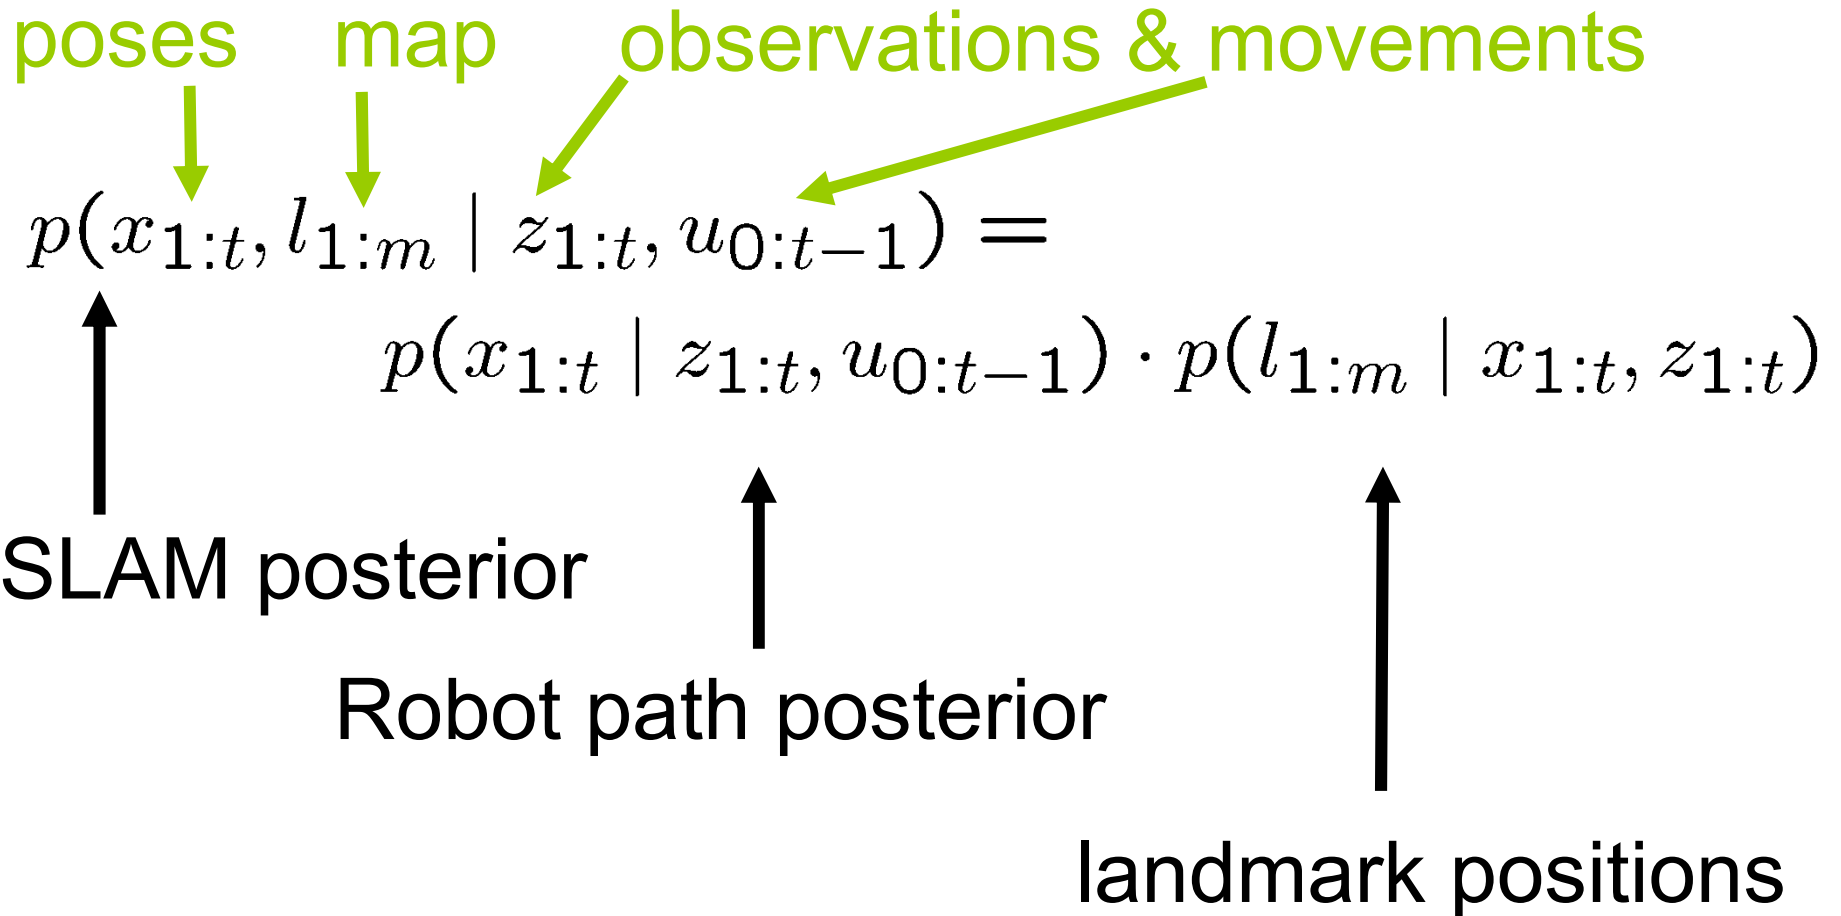 poses map observations & movements
p(x_{1:t}, l_{1:m} | z_{1:t}, u_{0:t−1}) =
p(x_{1:t} | z_{1:t}, u_{0:t−1}) · p(l_{1:m} | x_{1:t}, z_{1:t})
SLAM posterior
Robot path posterior
landmark positions